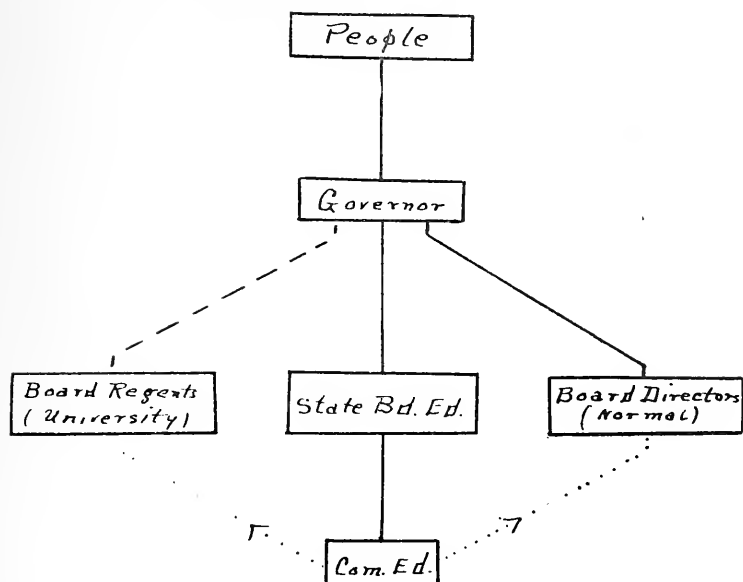 People
Governor
Board Regents
(University)
State Bd. Ed.
Board Directors
(Normal)
Com. Ed.